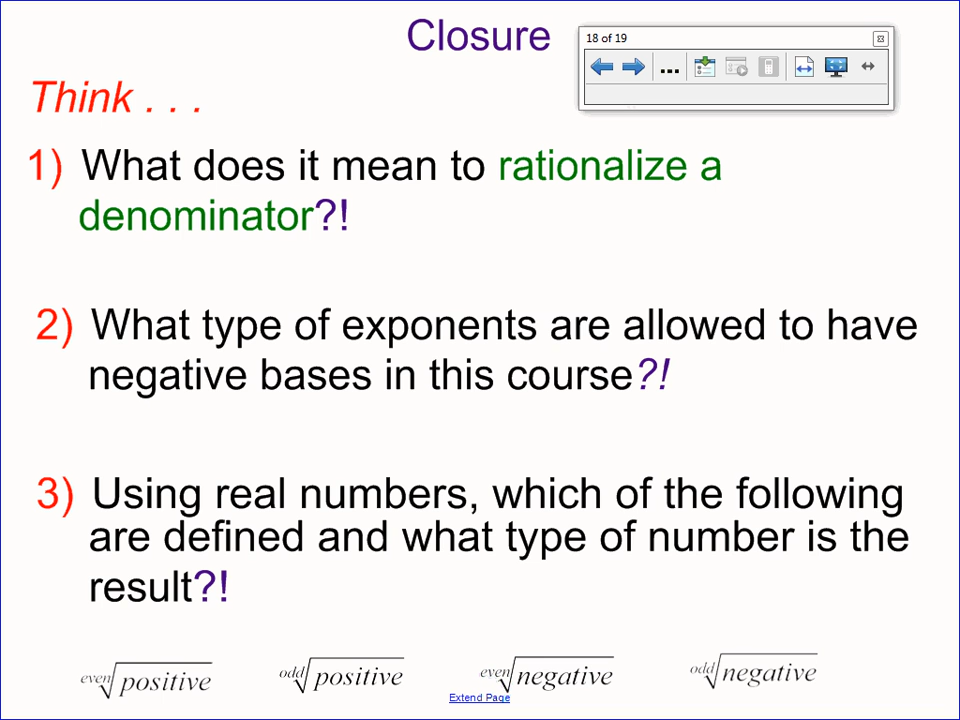 Closure
18 of 19
Think . . .
1) What does it mean to rationalize a
denominator?!
2) What type of exponents are allowed to have
negative bases in this course?!
3) Using real numbers, which of the following
are defined and what type of number is the
result?!
even√positive odd√positive even√negative odd√negative
Extend Page